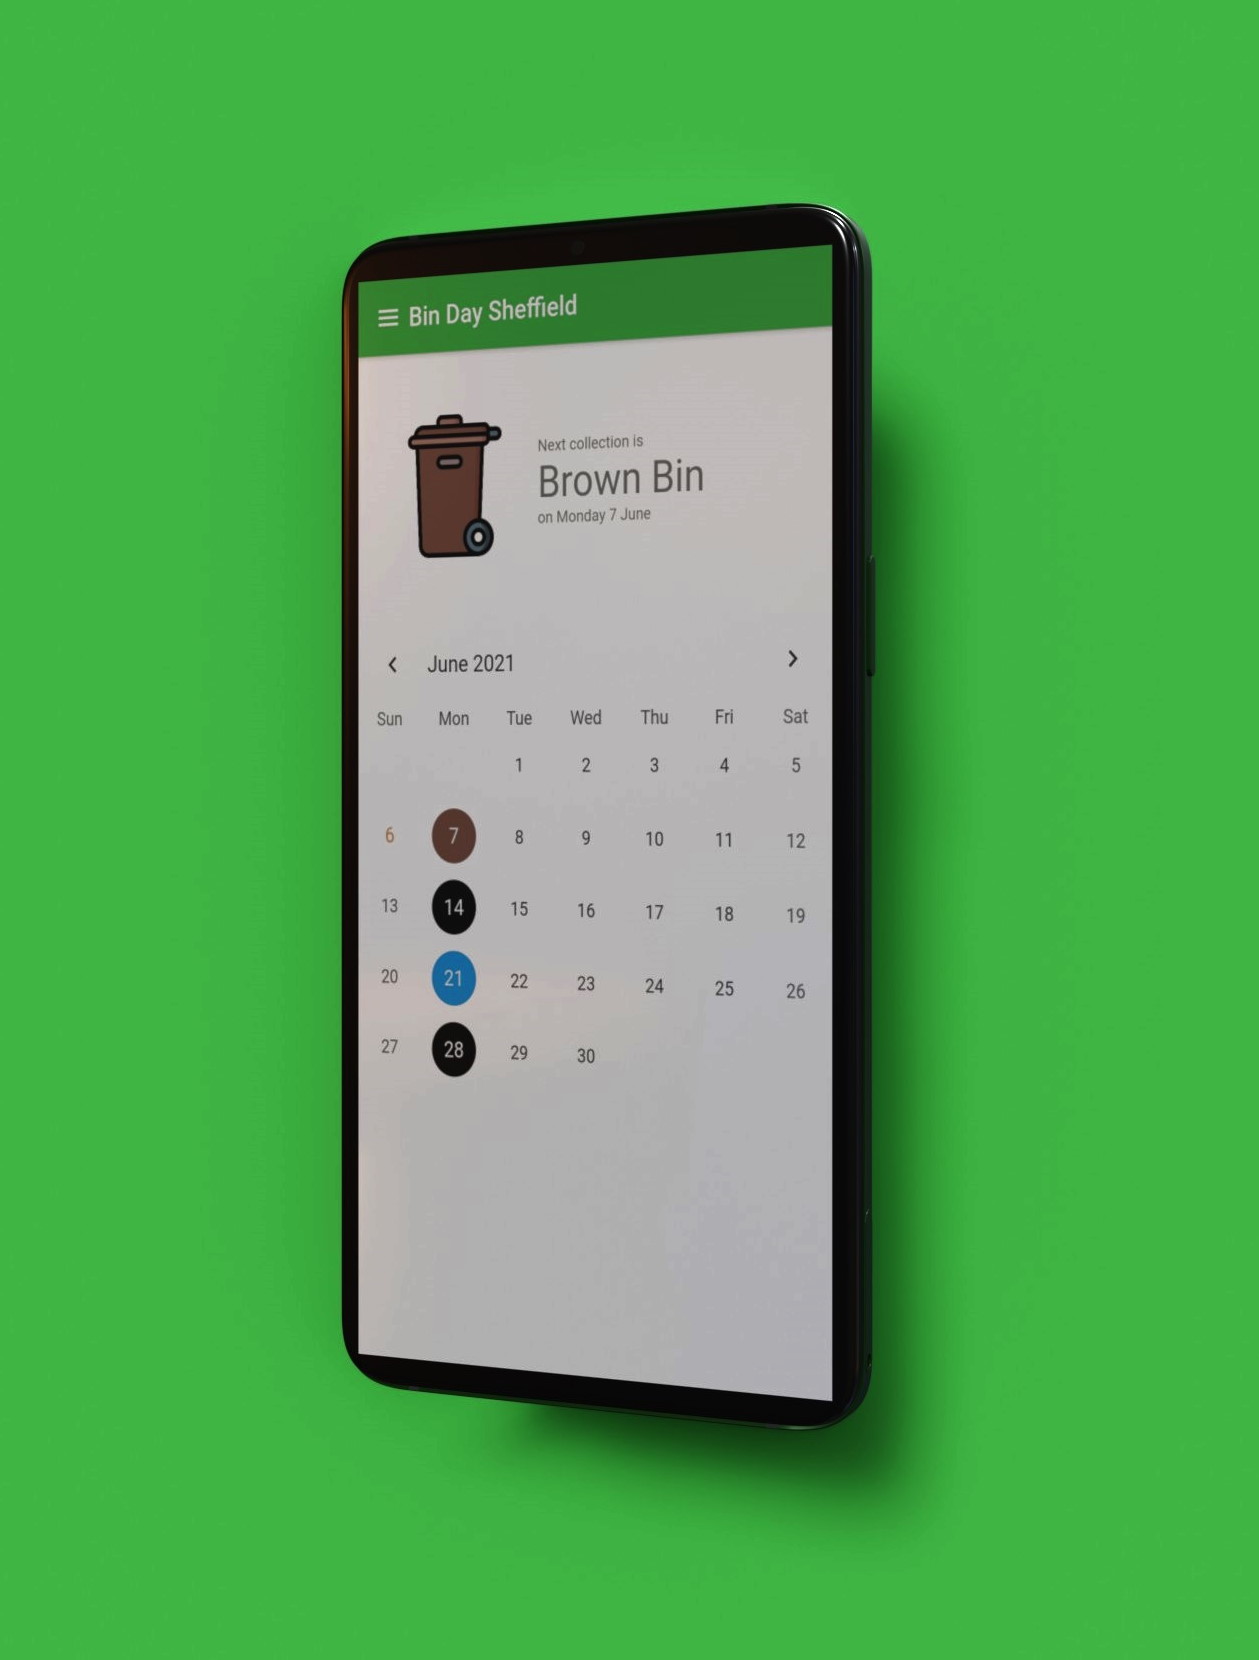 Bin Day Sheffield
Next collection is
Brown Bin
on Monday 7 June
June 2021
Sun Mon Tue Wed Thu Fri Sat
1 2 3 4 5
6 7 8 9 10 11 12
13 14 15 16 17 18 19
20 21 22 23 24 25 26
27 28 29 30